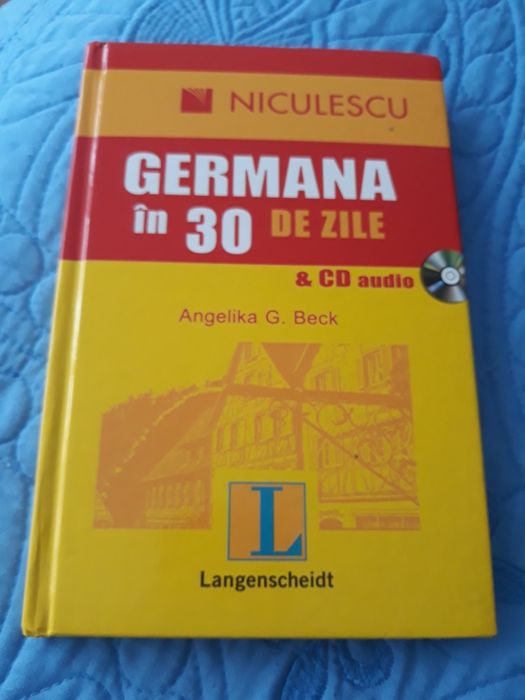 NICULESCU
GERMANA
în 30 DE ZILE
& CD audio
Angelika G. Beck
L
Langenscheidt